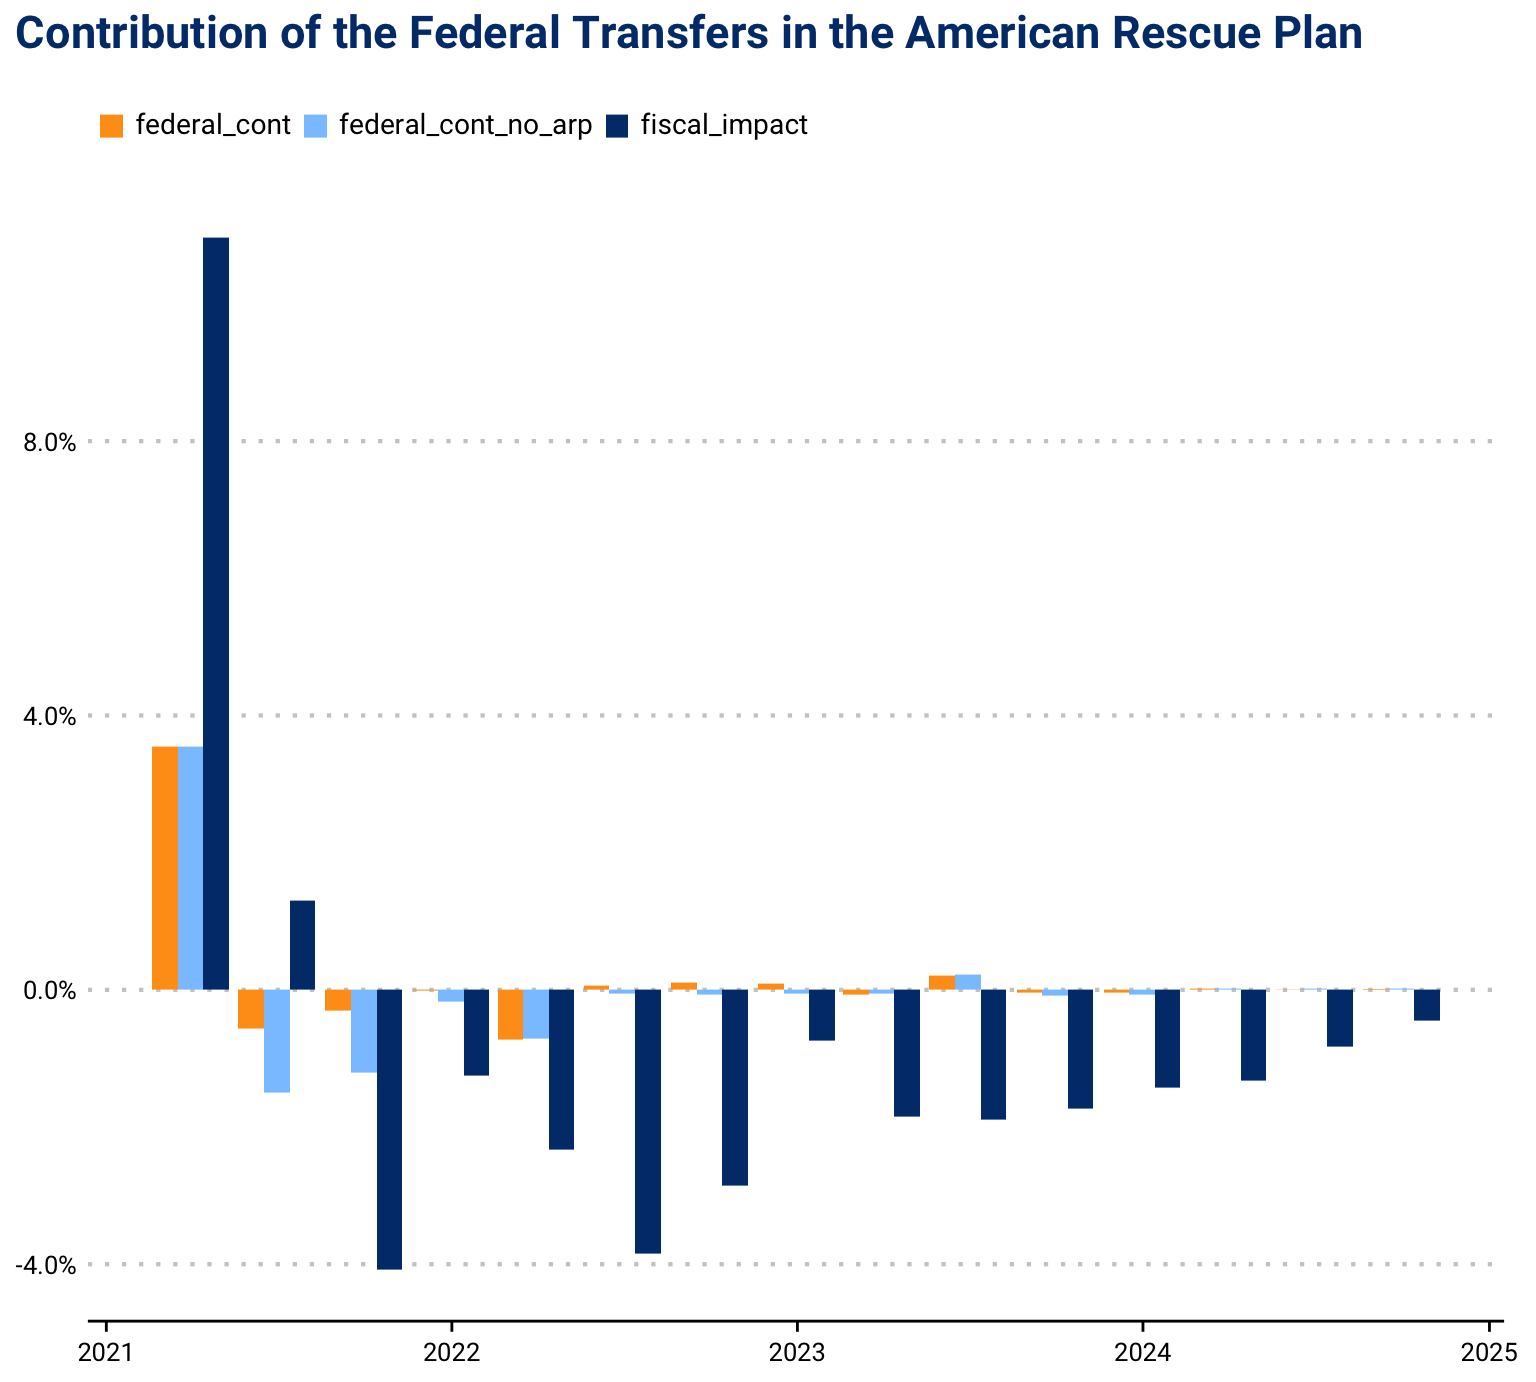 Contribution of the Federal Transfers in the American Rescue Plan
federal_cont federal_cont_no_arp fiscal_impact
8.0%
4.0%
0.0%
-4.0%
2021 2022 2023 2024 2025